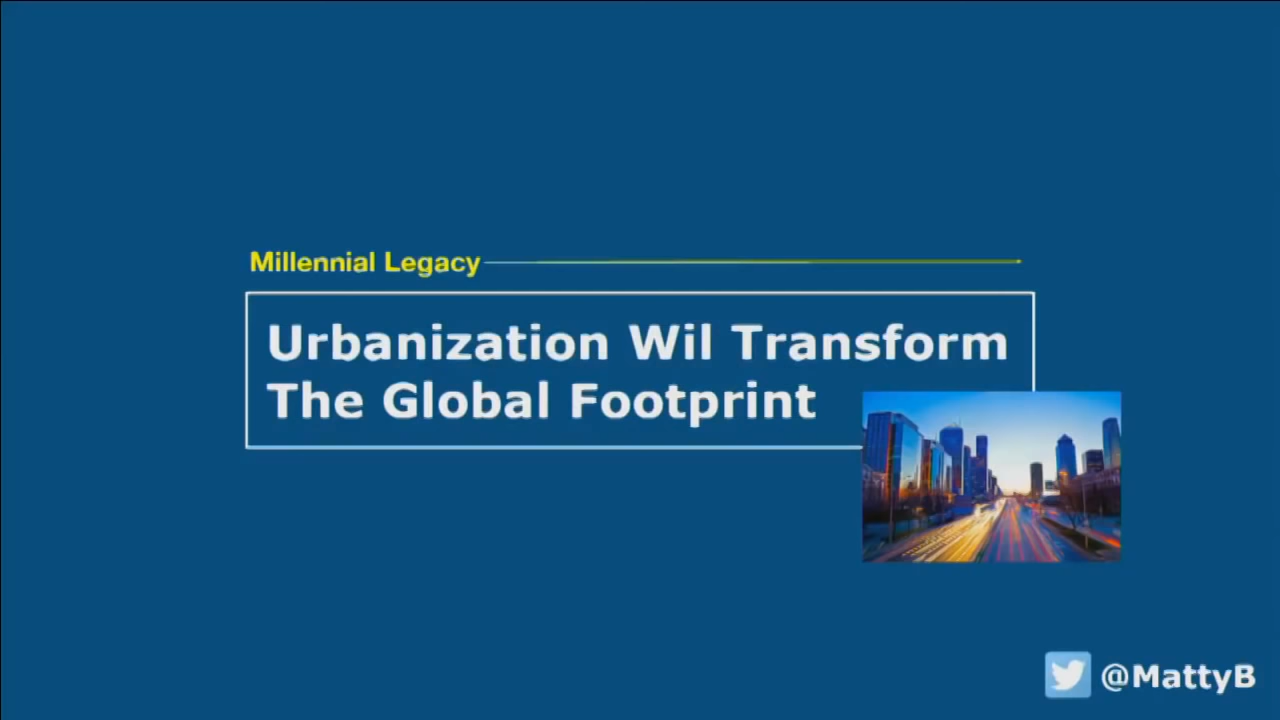 Millennial Legacy
Urbanization Wil Transform
The Global Footprint
@MattyB